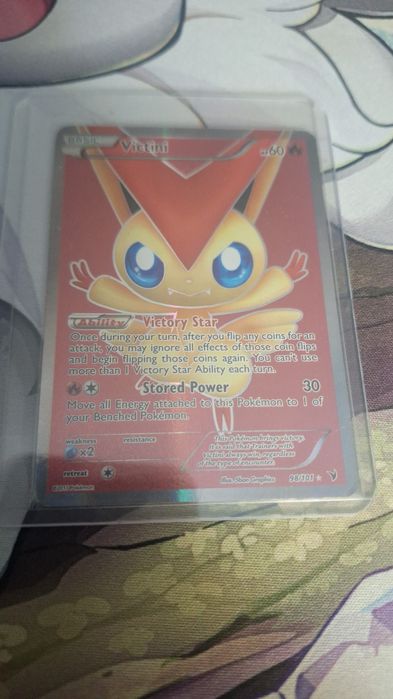 BASIC Victini HP60
Ability Victory Star
Once during your turn, after you flip any coins for an
attack, you may ignore all effects of those coin flips
and begin flipping those coins again. You can't use
more than 1 Victory Star Ability each turn.
Stored Power 30
Move all Energy attached to this Pokémon to 1 of
your Benched Pokémon.
weakness resistance
×2
This Pokémon brings victory.
It is said that trainers with
Victini always win, regardless
of the type of encounter.
retreat
Illus. Shizurow
©2011 Pokémon 98/101